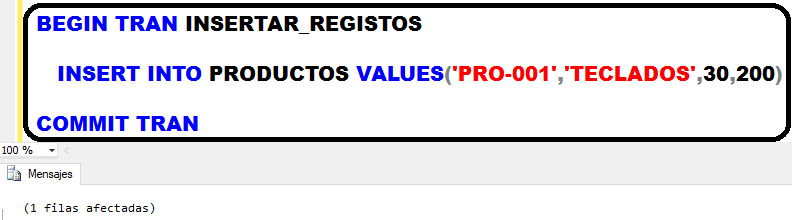 BEGIN TRAN INSERTAR_REGISTOS
INSERT INTO PRODUCTOS VALUES('PRO-001','TECLADOS',30,200)
COMMIT TRAN
100 %
Mensajes
(1 filas afectadas)